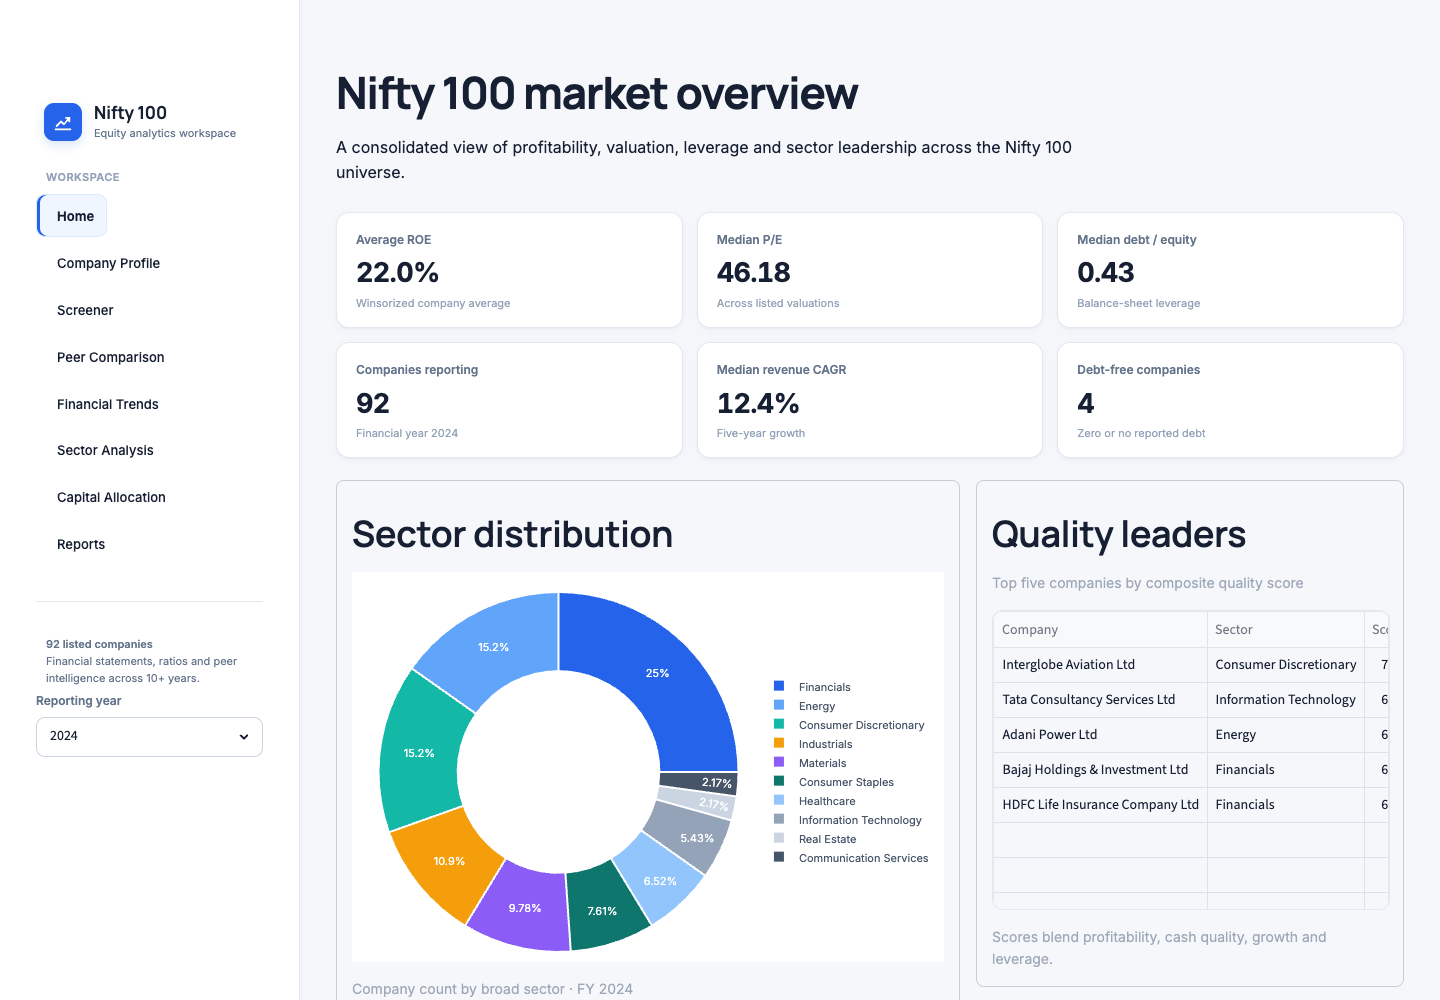 Nifty 100
Equity analytics workspace
WORKSPACE
Home
Company Profile
Screener
Peer Comparison
Financial Trends
Sector Analysis
Capital Allocation
Reports
92 listed companies
Financial statements, ratios and peer
intelligence across 10+ years.
Reporting year
2024
Nifty 100 market overview
A consolidated view of profitability, valuation, leverage and sector leadership across the Nifty 100
universe.
Average ROE
22.0%
Winsorized company average
Median P/E
46.18
Across listed valuations
Median debt / equity
0.43
Balance-sheet leverage
Companies reporting
92
Financial year 2024
Median revenue CAGR
12.4%
Five-year growth
Debt-free companies
4
Zero or no reported debt
Sector distribution
25%
15.2%
15.2%
10.9%
9.78%
7.61%
6.52%
5.43%
2.17%
2.17%
Financials
Energy
Consumer Discretionary
Industrials
Materials
Consumer Staples
Healthcare
Information Technology
Real Estate
Communication Services
Company count by broad sector · FY 2024
Quality leaders
Top five companies by composite quality score
Company Sector
Interglobe Aviation Ltd Consumer Discretionary
Tata Consultancy Services Ltd Information Technology
Adani Power Ltd Energy
Bajaj Holdings & Investment Ltd Financials
HDFC Life Insurance Company Ltd Financials
Scores blend profitability, cash quality, growth and
leverage.